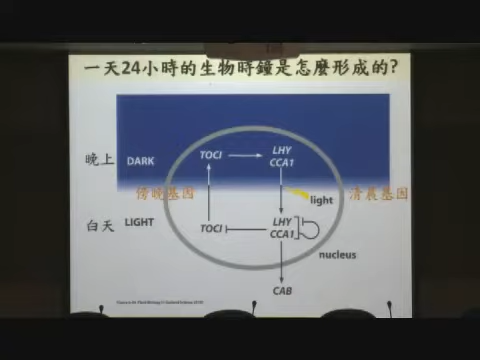 一天24小時的生物時鐘是怎麼形成的?
晚上 DARK
TOC1 LHY
CCA1
傍晚基因 light 清晨基因
白天 LIGHT
TOC1 LHY
CCA1
nucleus
CAB